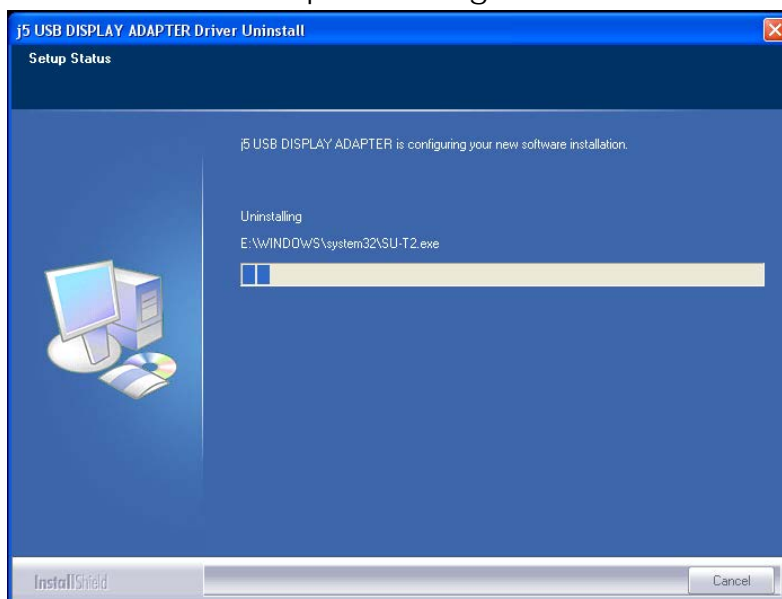 j5 USB DISPLAY ADAPTER Driver Uninstall
Setup Status
j5 USB DISPLAY ADAPTER is configuring your new software installation.
Uninstalling
E:\WINDOWS\system32\SU-T2.exe
InstallShield
Cancel